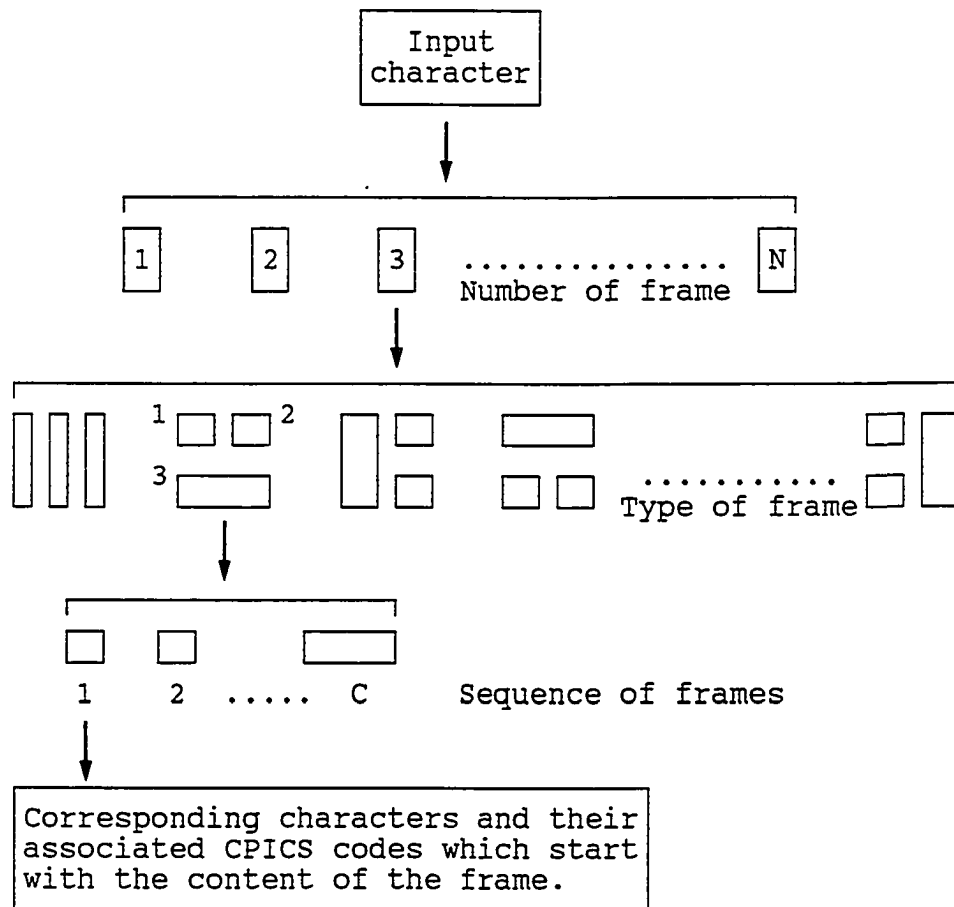 Input
character
1 2 3 ............... N
Number of frame
1 2
3
...........
Type of frame
1 2 ..... C Sequence of frames
Corresponding characters and their
associated CPICS codes which start
with the content of the frame.